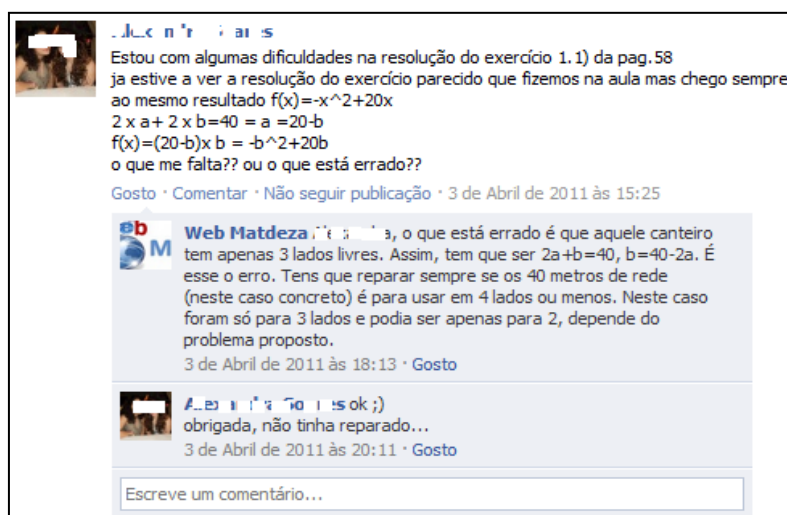 Estou com algumas dificuldades na resolução do exercício 1.1) da pag.58
ja estive a ver a resolução do exercício parecido que fizemos na aula mas chego sempre
ao mesmo resultado f(x)=-x^2+20x
2 x a+ 2 x b=40 = a =20-b
f(x)=(20-b)x b = -b^2+20b
o que me falta?? ou o que está errado??
Gosto · Comentar · Não seguir publicação · 3 de Abril de 2011 às 15:25
eb
M
Web Matdeza , o que está errado é que aquele canteiro
tem apenas 3 lados livres. Assim, tem que ser 2a+b=40, b=40-2a. É
esse o erro. Tens que reparar sempre se os 40 metros de rede
(neste caso concreto) é para usar em 4 lados ou menos. Neste caso
foram só para 3 lados e podia ser apenas para 2, depende do
problema proposto.
3 de Abril de 2011 às 18:13 · Gosto
ok ;)
obrigada, não tinha reparado...
3 de Abril de 2011 às 20:11 · Gosto
Escreve um comentário...